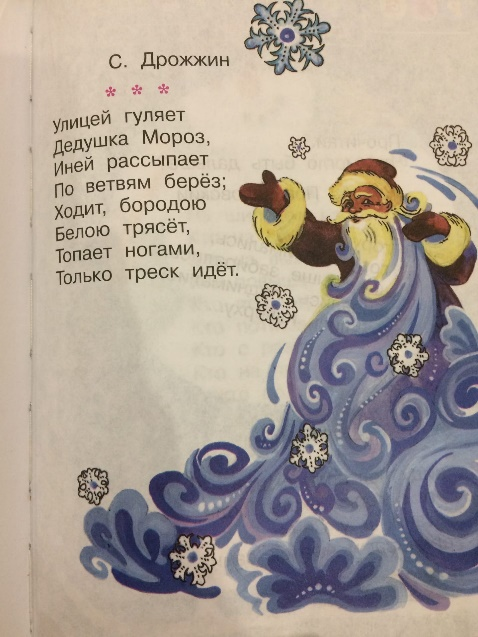 С. Дрожжин
* * *
Улицей гуляет
Дедушка Мороз,
Иней рассыпает
По ветвям берёз;
Ходит, бородою
Белою трясёт,
Топает ногами,
Только треск идёт.